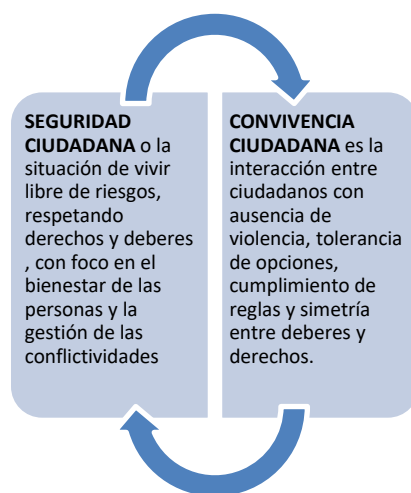 SEGURIDAD
CIUDADANA o la
situación de vivir
libre de riesgos,
respetando
derechos y deberes
, con foco en el
bienestar de las
personas y la
gestión de las
conflictividades
CONVIVENCIA
CIUDADANA es la
interacción entre
ciudadanos con
ausencia de
violencia, tolerancia
de opciones,
cumplimiento de
reglas y simetría
entre deberes y
derechos.